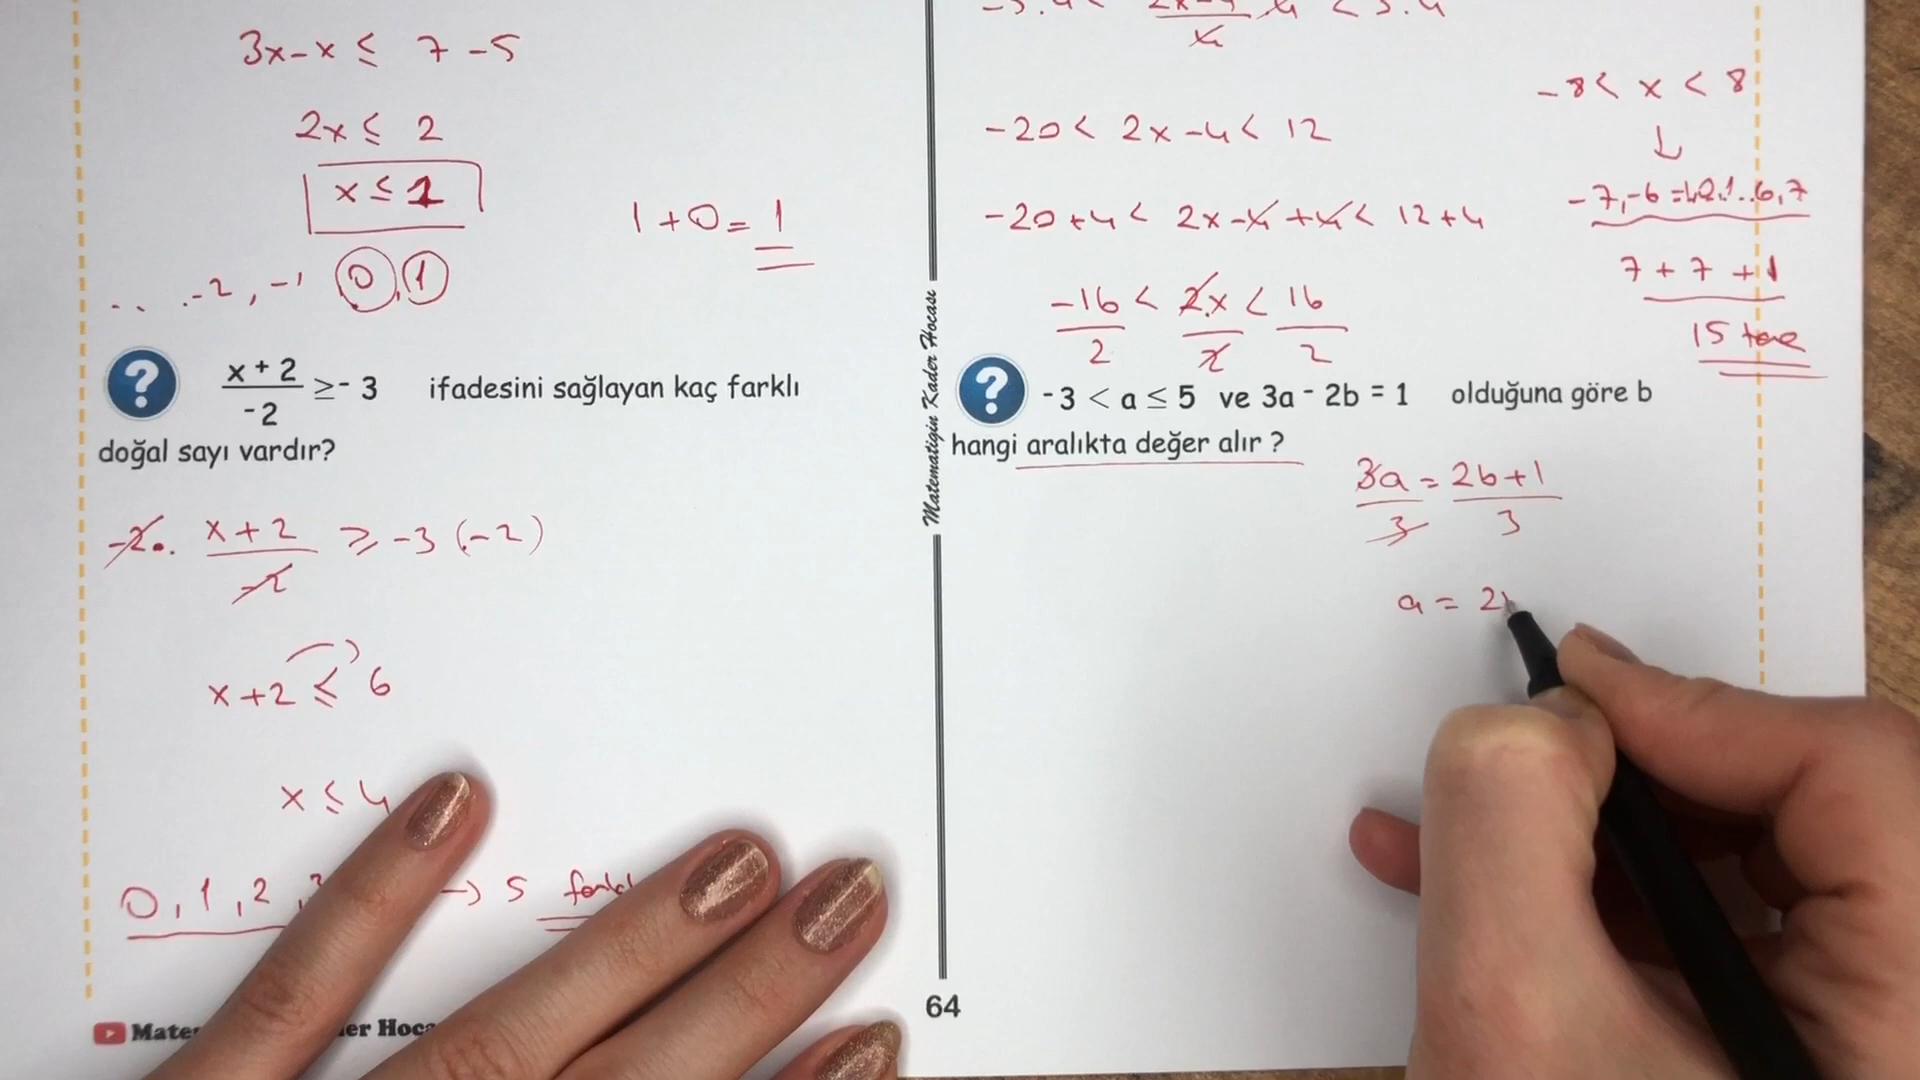 3x-x ≤ 7-5
2x ≤ 2
x ≤ 1
.. .-2, -1 0,1
1+0=1
? x + 2 / -2 ≥ - 3 ifadesini sağlayan kaç farklı
doğal sayı vardır?
-2 . x+2 / -2 ≥ -3 (-2)
x+2 ≤ 6
x ≤ 4
0,1,2, → 5
Matematiğin Kader Hocası
-20 < 2x-4 < 12
-20+4 < 2x-4+4 < 12+4
-16 / 2 < 2x / 2 < 16 / 2
-8 < x < 8
↓
7+7+1
15 tane
? -3 < a ≤ 5 ve 3a - 2b = 1 olduğuna göre b
hangi aralıkta değer alır ?
3a / 3 = 2b+1 / 3
a = 2
64